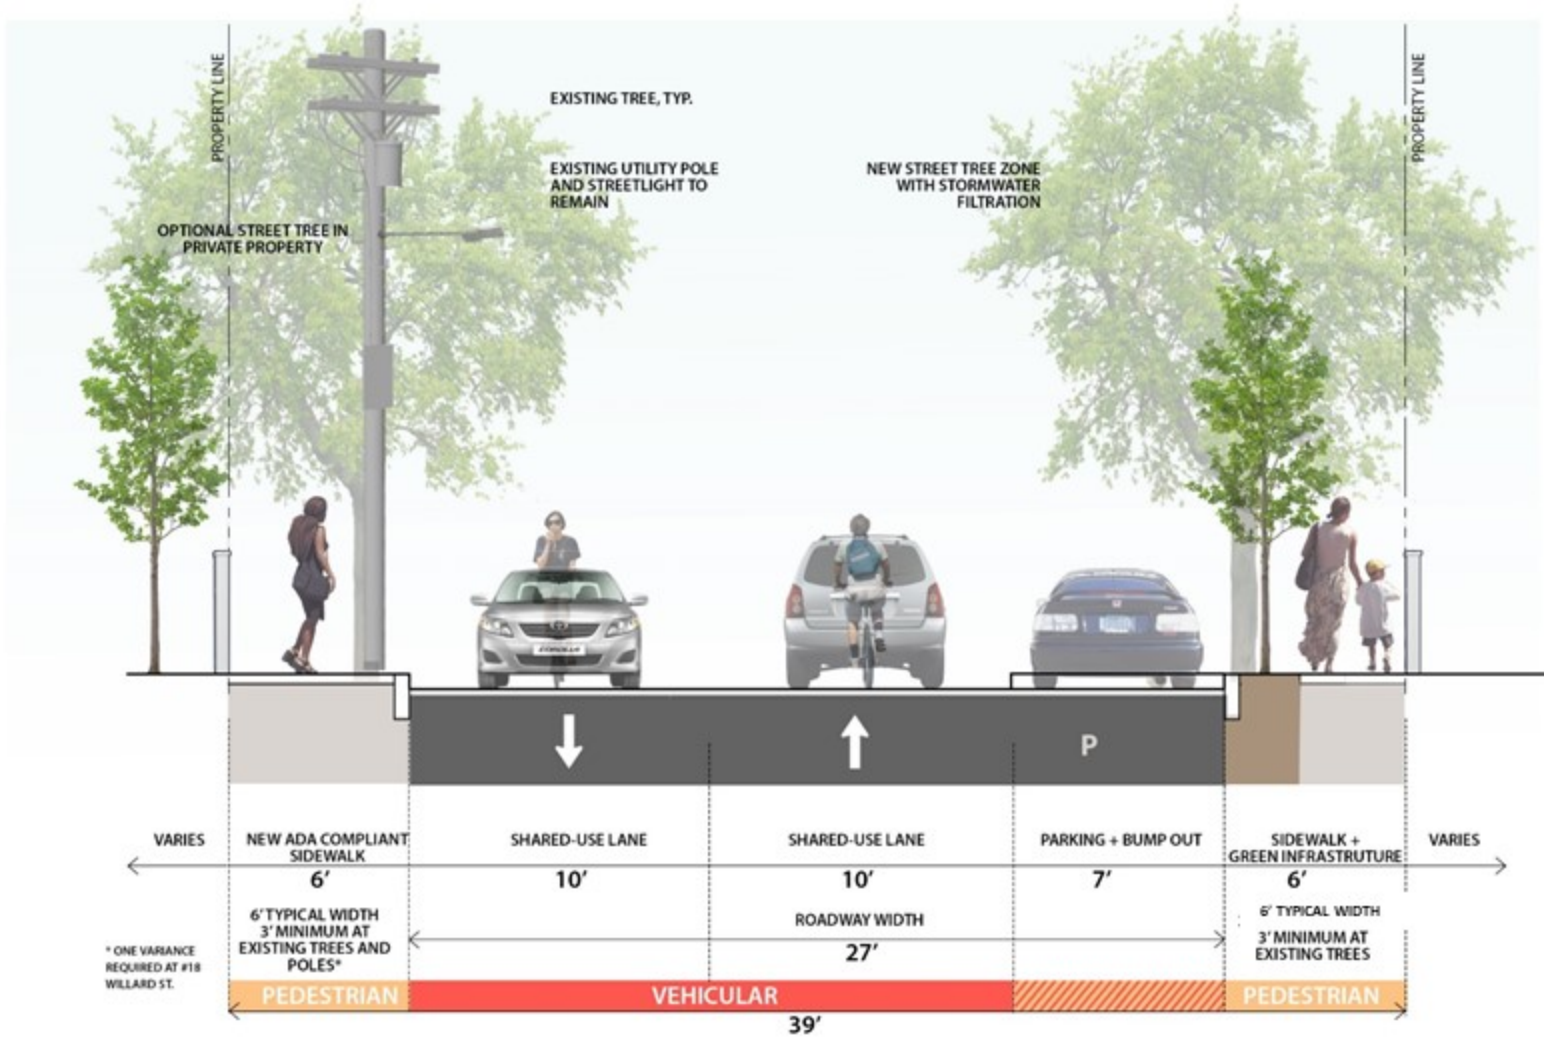 PROPERTY LINE
PROPERTY LINE
EXISTING TREE, TYP.
EXISTING UTILITY POLE
AND STREETLIGHT TO
REMAIN
NEW STREET TREE ZONE
WITH STORMWATER
FILTRATION
OPTIONAL STREET TREE IN
PRIVATE PROPERTY
COROLLA
P
VARIES
NEW ADA COMPLIANT
SIDEWALK
SHARED-USE LANE
SHARED-USE LANE
PARKING + BUMP OUT
SIDEWALK +
GREEN INFRASTRUTURE
VARIES
6'
10'
10'
7'
6'
6' TYPICAL WIDTH
3' MINIMUM AT
EXISTING TREES AND
POLES*
ROADWAY WIDTH
27'
6' TYPICAL WIDTH
3' MINIMUM AT
EXISTING TREES
* ONE VARIANCE
REQUIRED AT #18
WILLARD ST.
PEDESTRIAN
VEHICULAR
PEDESTRIAN
39'